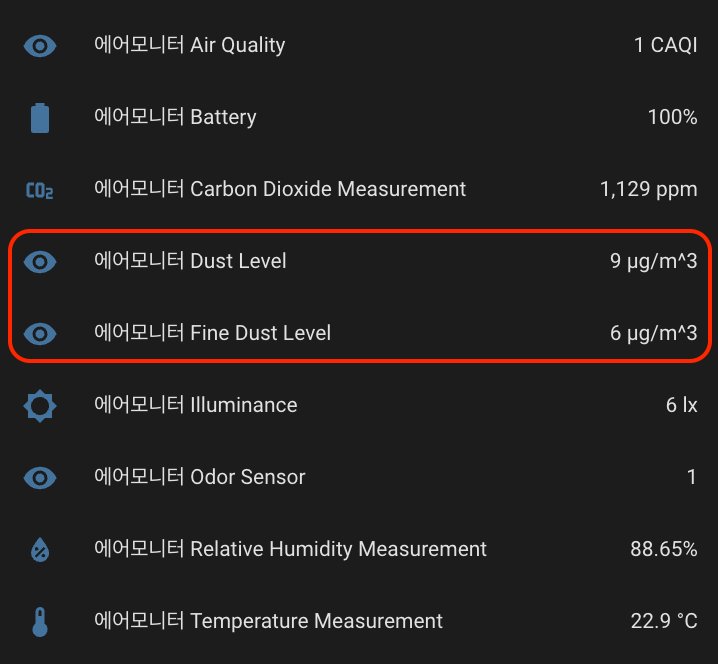 에어모니터 Air Quality 1 CAQI
에어모니터 Battery 100%
CO2 에어모니터 Carbon Dioxide Measurement 1,129 ppm
에어모니터 Dust Level 9 µg/m^3
에어모니터 Fine Dust Level 6 µg/m^3
에어모니터 Illuminance 6 lx
에어모니터 Odor Sensor 1
에어모니터 Relative Humidity Measurement 88.65%
에어모니터 Temperature Measurement 22.9 °C